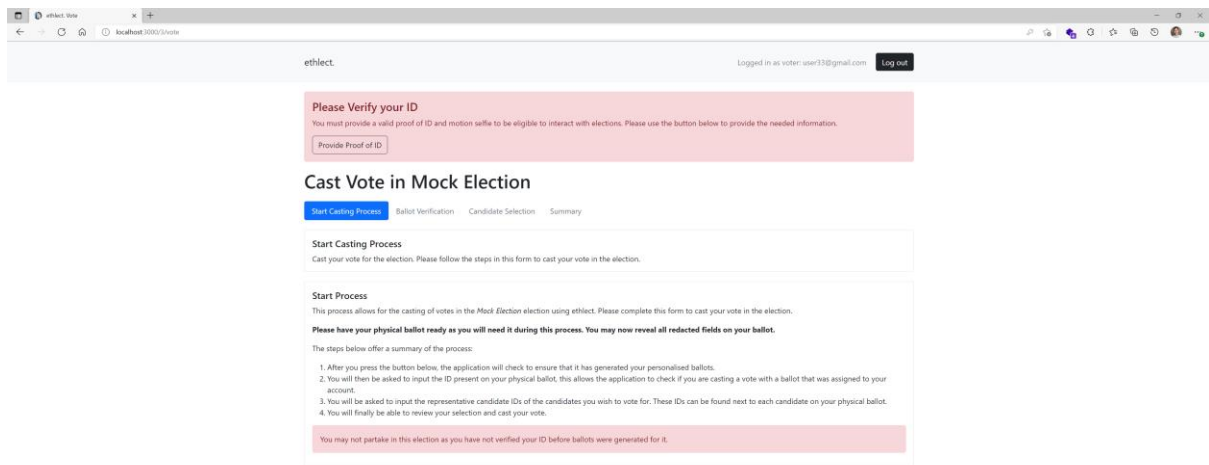 ethlect. Vote
localhost:3000/3/vote
ethlect.
Logged in as voter: user33@gmail.com
Log out
Please Verify your ID
You must provide a valid proof of ID and motion selfie to be eligible to interact with elections. Please use the button below to provide the needed information.
Provide Proof of ID
Cast Vote in Mock Election
Start Casting Process
Ballot Verification
Candidate Selection
Summary
Start Casting Process
Cast your vote for the election. Please follow the steps in this form to cast your vote in the election.
Start Process
This process allows for the casting of votes in the Mock Election election using ethlect. Please complete this form to cast your vote in the election.
Please have your physical ballot ready as you will need it during this process. You may now reveal all redacted fields on your ballot.
The steps below offer a summary of the process:
1. After you press the button below, the application will check to ensure that it has generated your personalised ballots.
2. You will then be asked to input the ID present on your physical ballot, this allows the application to check if you are casting a vote with a ballot that was assigned to your
account.
3. You will be asked to input the representative candidate IDs of the candidates you wish to vote for. These IDs can be found next to each candidate on your physical ballot.
4. You will finally be able to review your selection and cast your vote.
You may not partake in this election as you have not verified your ID before ballots were generated for it.